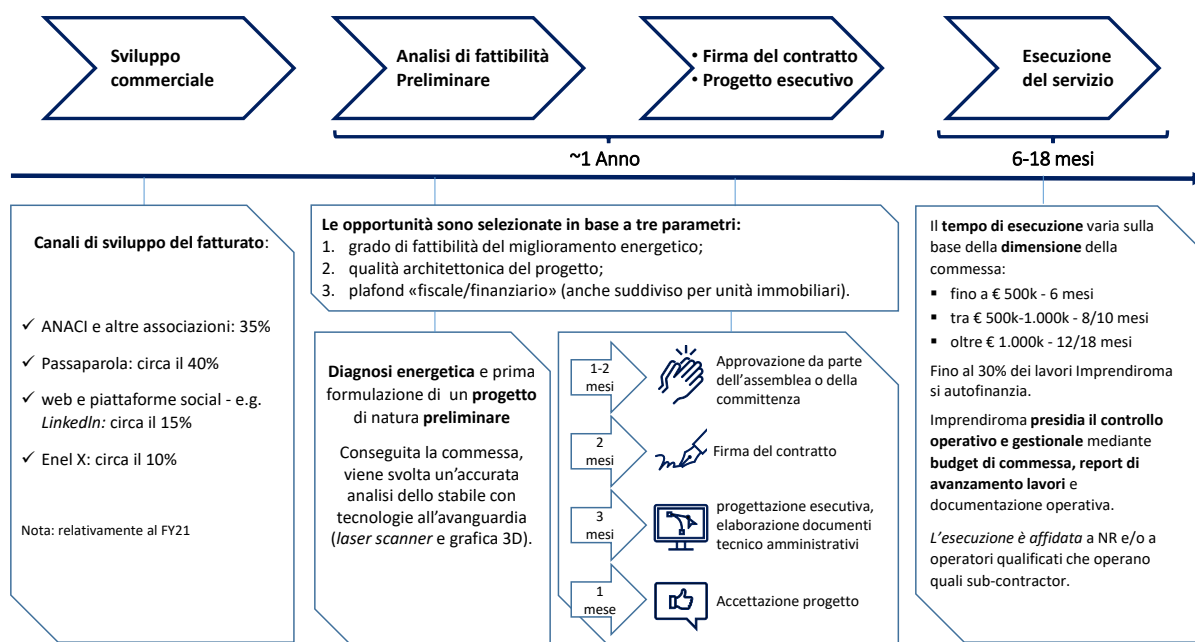 Sviluppo
commerciale
Analisi di fattibilità
Preliminare
• Firma del contratto
• Progetto esecutivo
Esecuzione
del servizio
~1 Anno
6-18 mesi
Canali di sviluppo del fatturato:
✓ ANACI e altre associazioni: 35%
✓ Passaparola: circa il 40%
✓ web e piattaforme social - e.g.
LinkedIn: circa il 15%
✓ Enel X: circa il 10%
Nota: relativamente al FY21
Le opportunità sono selezionate in base a tre parametri:
1. grado di fattibilità del miglioramento energetico;
2. qualità architettonica del progetto;
3. plafond «fiscale/finanziario» (anche suddiviso per unità immobiliari).
Diagnosi energetica e prima
formulazione di un progetto
di natura preliminare
Conseguita la commessa,
viene svolta un'accurata
analisi dello stabile con
tecnologie all'avanguardia
(laser scanner e grafica 3D).
1-2
mesi
Approvazione da parte
dell'assemblea o della
committenza
2
mesi
Firma del contratto
3
mesi
progettazione esecutiva,
elaborazione documenti
tecnico amministrativi
1
mese
Accettazione progetto
Il tempo di esecuzione varia sulla
base della dimensione della
commessa:
▪ fino a € 500k - 6 mesi
▪ tra € 500k-1.000k - 8/10 mesi
▪ oltre € 1.000k - 12/18 mesi
Fino al 30% dei lavori Imprendiroma
si autofinanzia.
Imprendiroma presidia il controllo
operativo e gestionale mediante
budget di commessa, report di
avanzamento lavori e
documentazione operativa.
L'esecuzione è affidata a NR e/o a
operatori qualificati che operano
quali sub-contractor.